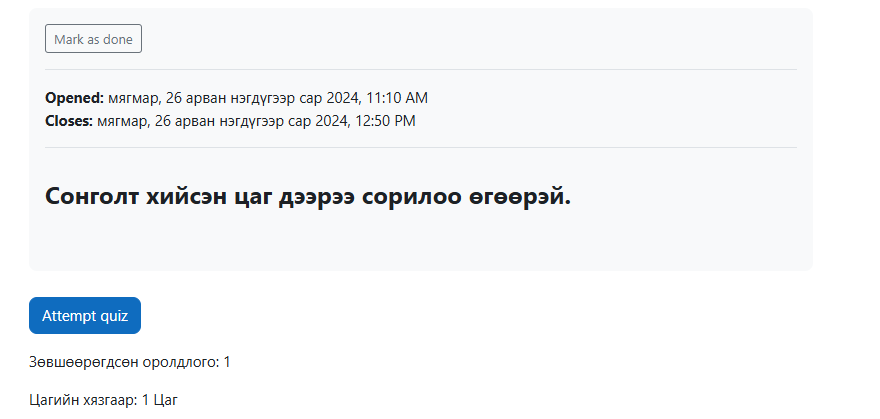 Mark as done
Opened: мягмар, 26 арван нэгдүгээр сар 2024, 11:10 AM
Closes: мягмар, 26 арван нэгдүгээр сар 2024, 12:50 PM
Сонголт хийсэн цаг дээрээ сорилоо өгөөрэй.
Attempt quiz
Зөвшөөрөгдсөн оролдлого: 1
Цагийн хязгаар: 1 Цаг